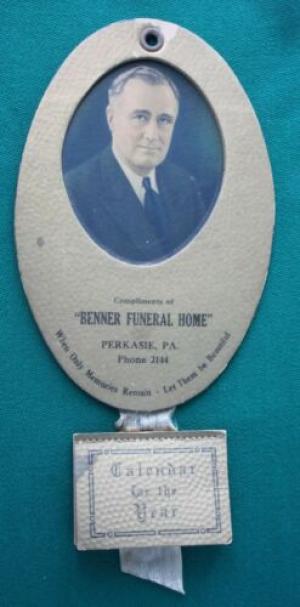 Compliments of
"BENNER FUNERAL HOME"
PERKASIE, PA.
Phone 2144
When Only Memories Remain - Let Them be Beautiful
Calendar
for the
Year